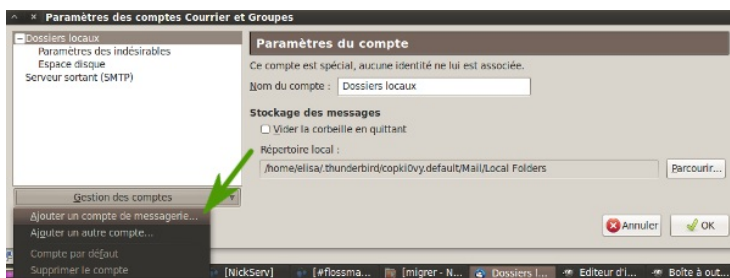 Paramètres des comptes Courrier et Groupes
Dossiers locaux
Paramètres des indésirables
Espace disque
Serveur sortant (SMTP)
Paramètres du compte
Ce compte est spécial, aucune identité ne lui est associée.
Nom du compte : Dossiers locaux
Stockage des messages
Vider la corbeille en quittant
Répertoire local :
/home/elisa/.thunderbird/copki0vy.default/Mail/Local Folders
Parcourir...
Gestion des comptes
Annuler
OK
Ajouter un compte de messagerie...
Ajouter un autre compte...
Compte par défaut
Supprimer le compte
[NickServ] [#flossma... [migrer - N... Dossiers l... Editeur d'i... Boîte à out...